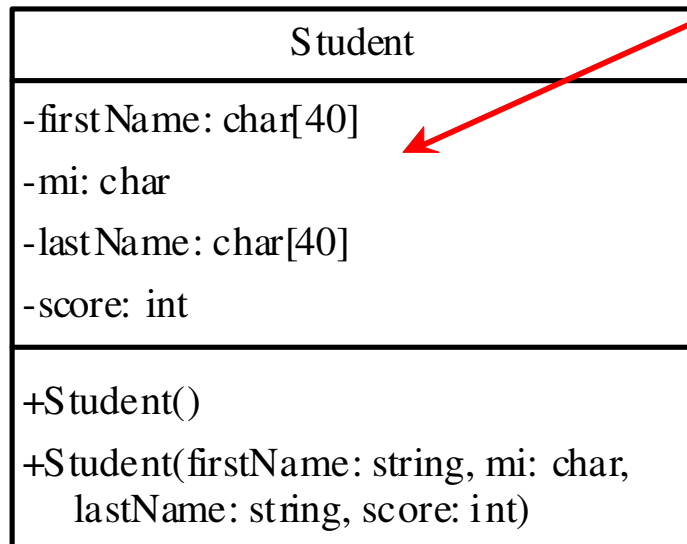 Student
-firstName: char[40]
-mi: char
-lastName: char[40]
-score: int
+Student()
+Student(firstName: string, mi: char,
lastName: string, score: int)